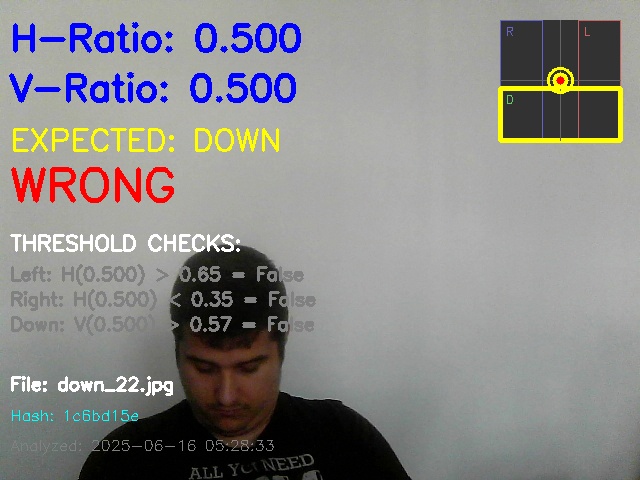 H-Ratio: 0.500
V-Ratio: 0.500
EXPECTED: DOWN
WRONG
THRESHOLD CHECKS:
Left: H(0.500) > 0.65 = False
Right: H(0.500) < 0.35 = False
Down: V(0.500) > 0.57 = False
File: down_22.jpg
Hash: 1c6bd15e
Analyzed: 2025-06-16 05:28:33
R L
D
ALL YOU NEED